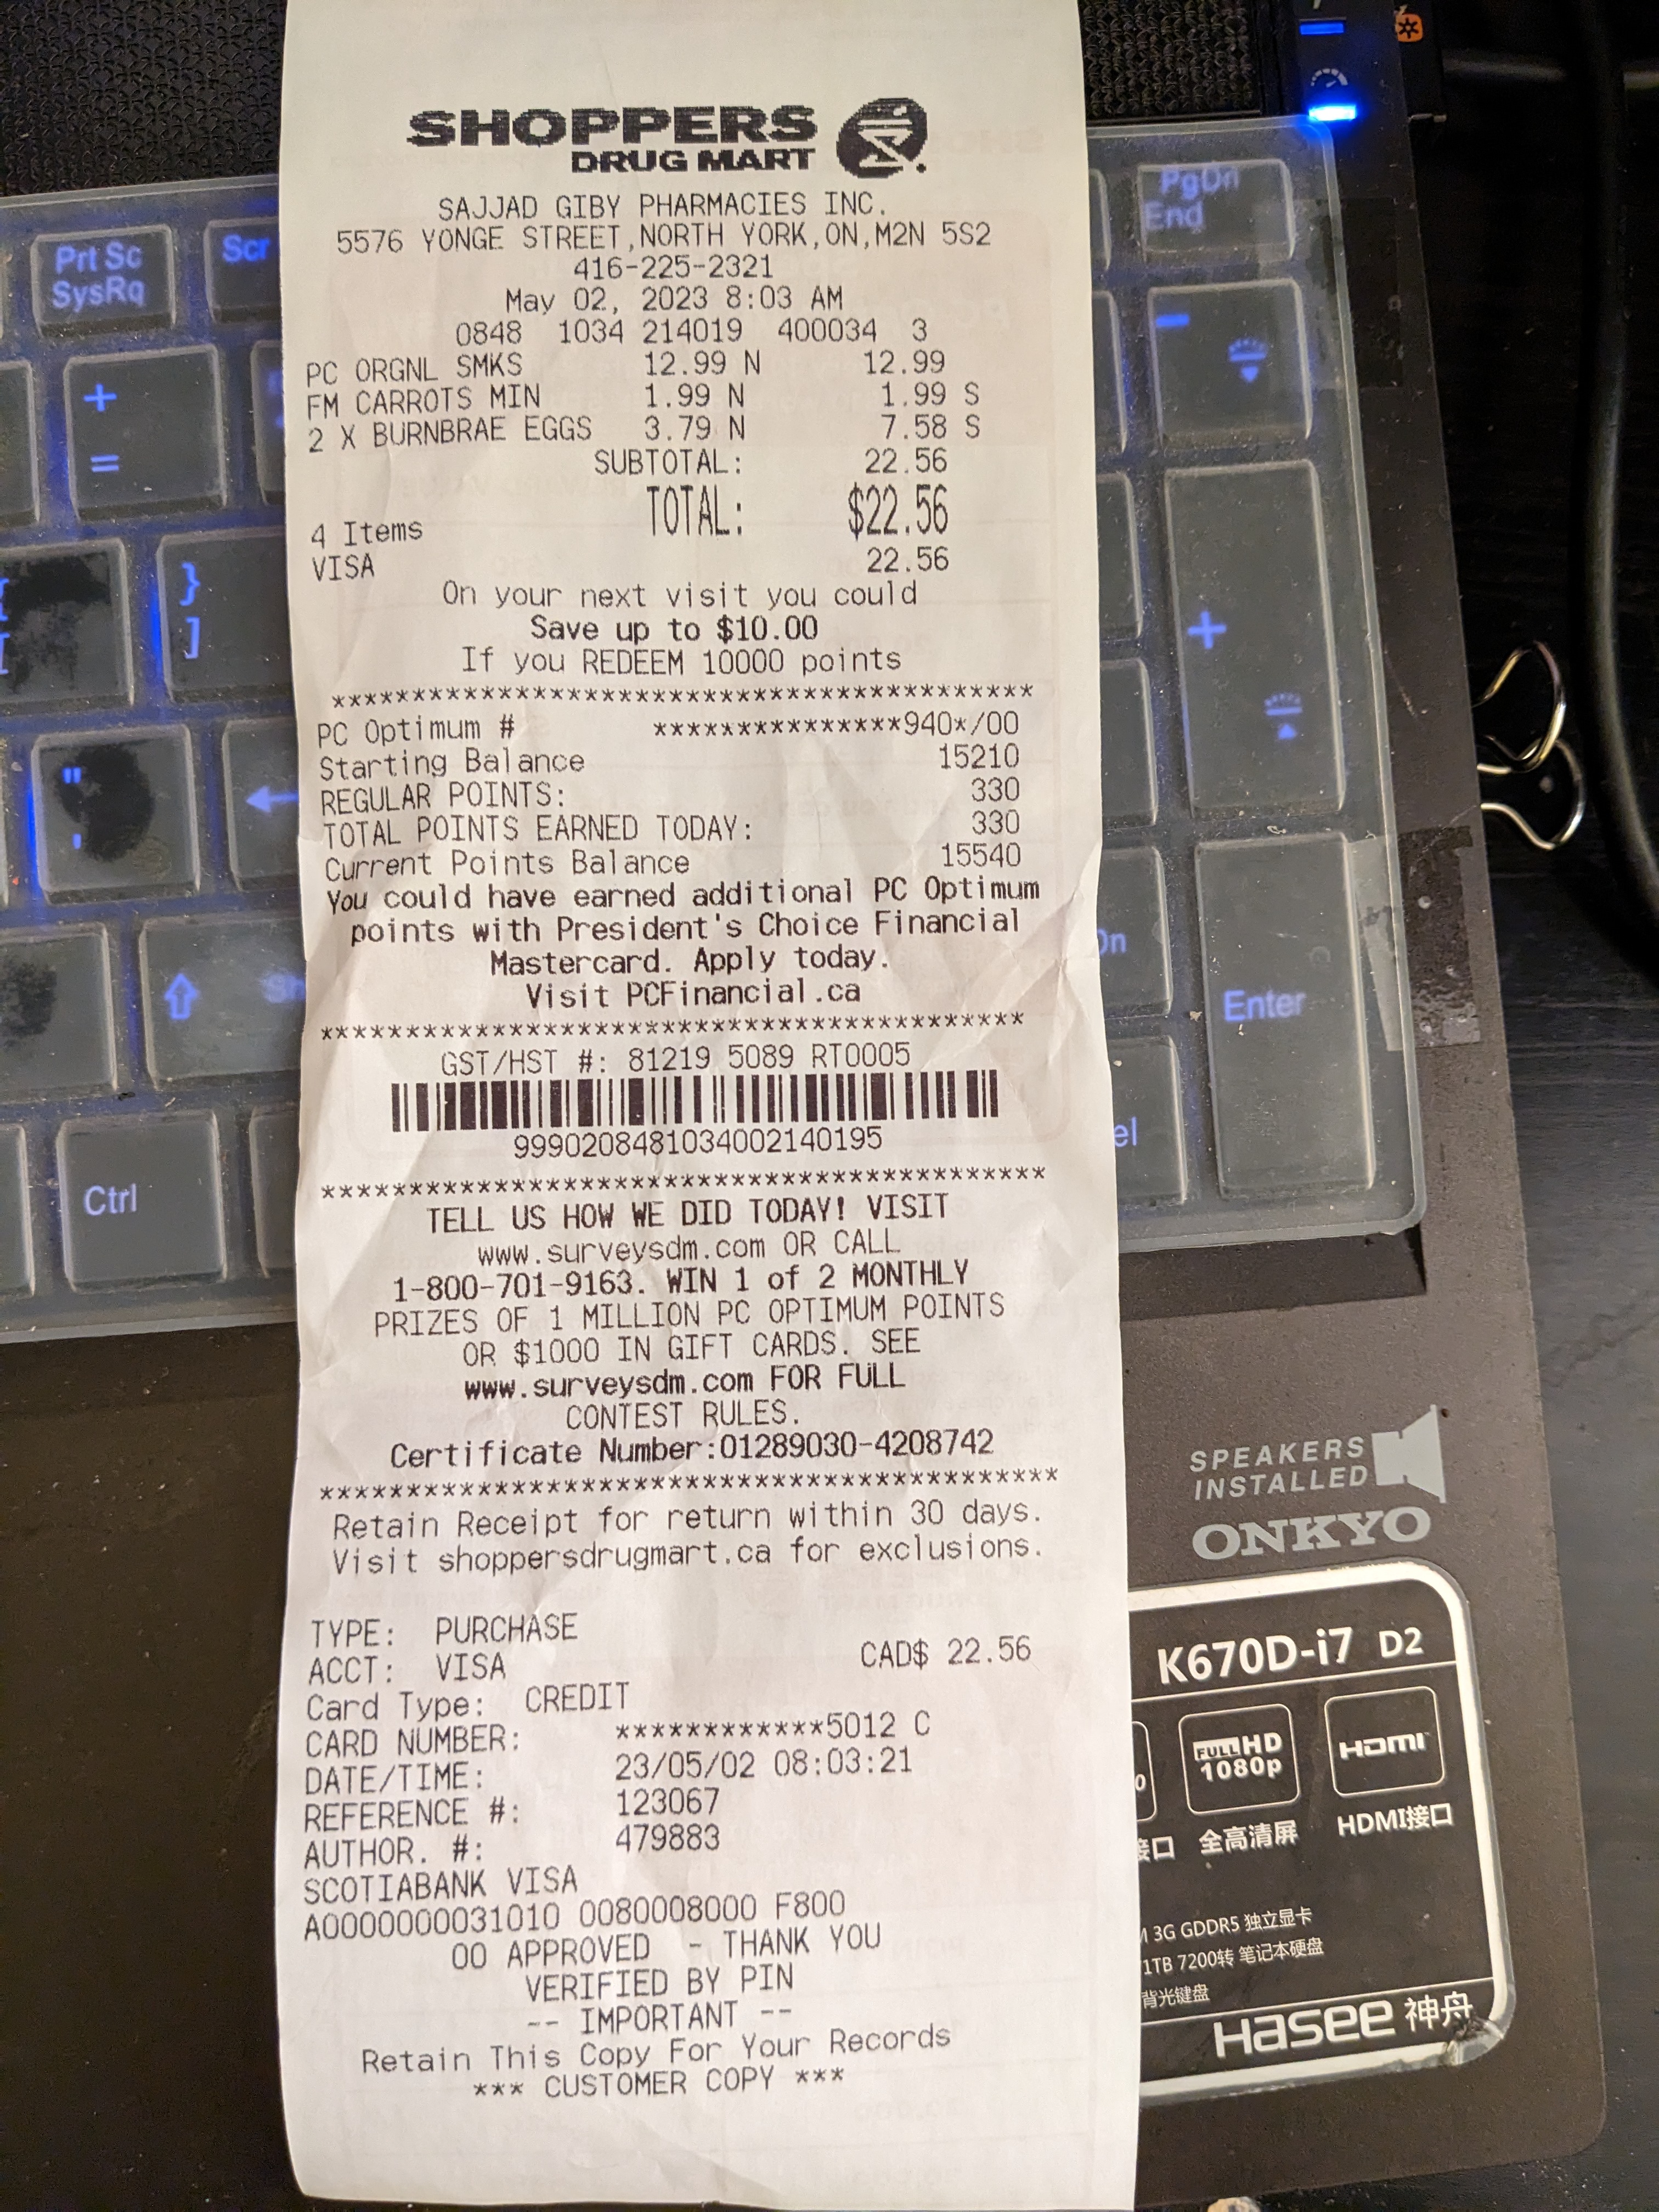 SHOPPERS
DRUG MART
SAJJAD GIBY PHARMACIES INC.
5576 YONGE STREET,NORTH YORK,ON,M2N 5S2
416-225-2321
May 02, 2023 8:03 AM
0848 1034 214019 400034 3
PC ORGNL SMKS 12.99 N 12.99
FM CARROTS MIN 1.99 N 1.99 S
2 X BURNBRAE EGGS 3.79 N 7.58 S
SUBTOTAL: 22.56
TOTAL: $22.56
4 Items
VISA 22.56
On your next visit you could
Save up to $10.00
If you REDEEM 10000 points
******************************************
PC Optimum # ***************940*/00
Starting Balance 15210
REGULAR POINTS: 330
TOTAL POINTS EARNED TODAY: 330
Current Points Balance 15540
You could have earned additional PC Optimum
points with President's Choice Financial
Mastercard. Apply today.
Visit PCFinancial.ca
******************************************
GST/HST #: 81219 5089 RT0005
9990208481034002140195
******************************************
TELL US HOW WE DID TODAY! VISIT
www.surveysdm.com OR CALL
1-800-701-9163. WIN 1 of 2 MONTHLY
PRIZES OF 1 MILLION PC OPTIMUM POINTS
OR $1000 IN GIFT CARDS. SEE
www.surveysdm.com FOR FULL
CONTEST RULES.
Certificate Number:01289030-4208742
******************************************
Retain Receipt for return within 30 days.
Visit shoppersdrugmart.ca for exclusions.
TYPE: PURCHASE
ACCT: VISA CAD$ 22.56
Card Type: CREDIT
CARD NUMBER: ************5012 C
DATE/TIME: 23/05/02 08:03:21
REFERENCE #: 123067
AUTHOR. #: 479883
SCOTIABANK VISA
A0000000031010 0080008000 F800
00 APPROVED - THANK YOU
VERIFIED BY PIN
-- IMPORTANT --
Retain This Copy For Your Records
*** CUSTOMER COPY ***
Prt Sc
SysRq
Scr
PgDn
End
+
=
-
}
]
+
"
'
Enter
Ctrl
SPEAKERS
INSTALLED
ONKYO
K670D-i7 D2
FULL HD
1080p
HDMI
接口
全高清屏
HDMI接口
3G GDDR5 独立显卡
1TB 7200转 笔记本硬盘
背光键盘
Hasee 神舟